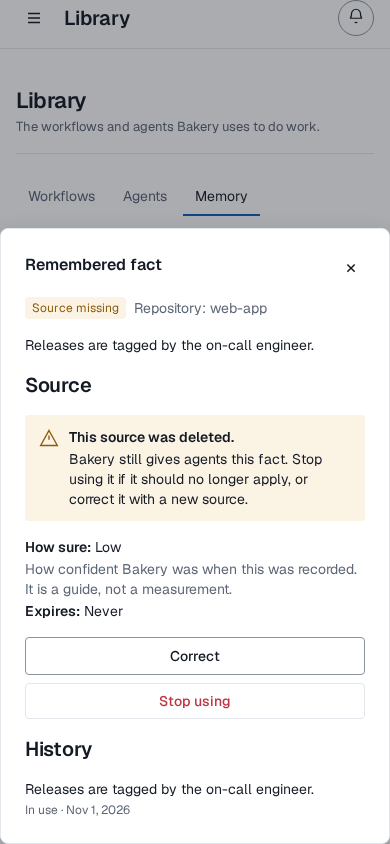 Library
Library
The workflows and agents Bakery uses to do work.
Workflows
Agents
Memory
Remembered fact
Source missing
Repository: web-app
Releases are tagged by the on-call engineer.
Source
This source was deleted.
Bakery still gives agents this fact. Stop
using it if it should no longer apply, or
correct it with a new source.
How sure: Low
How confident Bakery was when this was recorded.
It is a guide, not a measurement.
Expires: Never
Correct
Stop using
History
Releases are tagged by the on-call engineer.
In use · Nov 1, 2026